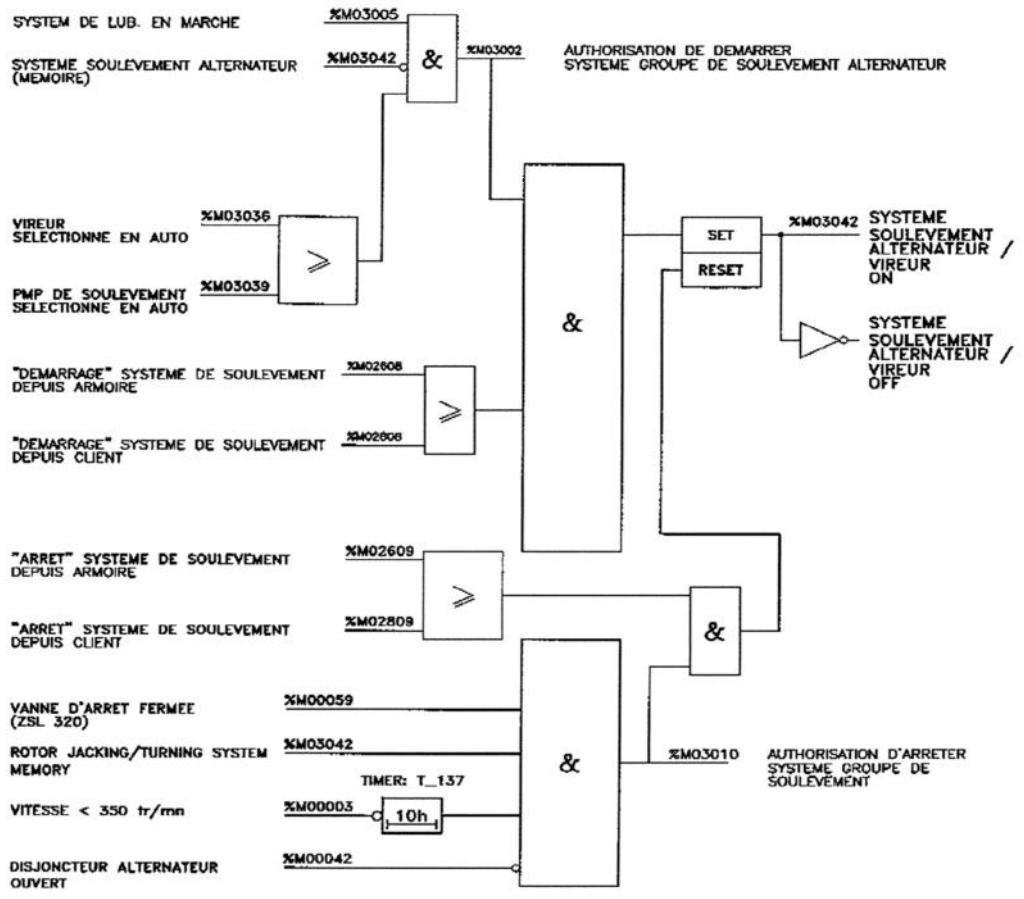 SYSTEM DE LUB. EN MARCHE
%M03005
SYSTEME SOULEVEMENT ALTERNATEUR
(MEMOIRE)
%M03042
&
%M03002
AUTHORISATION DE DEMARRER
SYSTEME GROUPE DE SOULEVEMENT ALTERNATEUR
VIREUR
SELECTIONNE EN AUTO
%M03036
PMP DE SOULEVEMENT
SELECTIONNE EN AUTO
%M03039
≥
"DEMARRAGE" SYSTEME DE SOULEVEMENT
DEPUIS ARMOIRE
%M02608
"DEMARRAGE" SYSTEME DE SOULEVEMENT
DEPUIS CLIENT
≥
&
SET
RESET
%M03042
SYSTEME
SOULEVEMENT
ALTERNATEUR /
VIREUR
ON
SYSTEME
SOULEVEMENT
ALTERNATEUR /
VIREUR
OFF
"ARRET" SYSTEME DE SOULEVEMENT
DEPUIS ARMOIRE
%M02609
"ARRET" SYSTEME DE SOULEVEMENT
DEPUIS CLIENT
%M02809
≥
&
VANNE D'ARRET FERMEE
(ZSL 320)
%M00059
ROTOR JACKING/TURNING SYSTEM
MEMORY
%M03042
VITESSE < 350 tr/mn
%M00003
TIMER: T_137
10h
DISJONCTEUR ALTERNATEUR
OUVERT
%M00042
&
%M03010
AUTHORISATION D'ARRETER
SYSTEME GROUPE DE
SOULEVEMENT